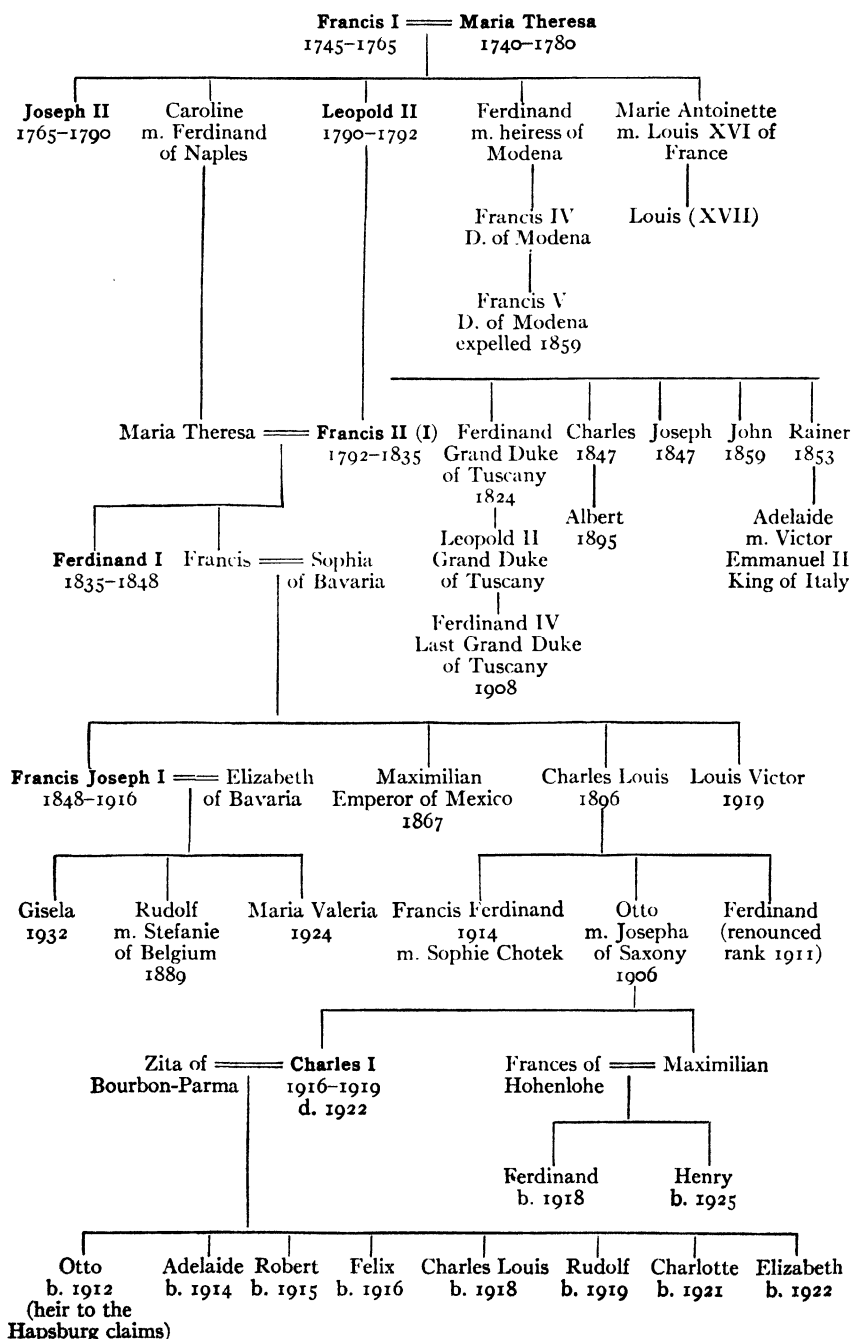 Francis I Maria Theresa
1745–1765 1740–1780
Joseph II Caroline Leopold II Ferdinand Marie Antoinette
1765–1790 m. Ferdinand 1790–1792 m. heiress of m. Louis XVI of
of Naples Modena France
Francis IV Louis (XVII)
D. of Modena
Francis V
D. of Modena
expelled 1859
Maria Theresa Francis II (I) Ferdinand Charles Joseph John Rainer
1792–1835 Grand Duke 1847 1847 1859 1853
of Tuscany
1824
Albert Adelaide
1895 m. Victor
Emmanuel II
King of Italy
Leopold II
Grand Duke
of Tuscany
Ferdinand I Francis Sophia
1835–1848 of Bavaria
Ferdinand IV
Last Grand Duke
of Tuscany
1908
Francis Joseph I Elizabeth Maximilian Charles Louis Louis Victor
1848–1916 of Bavaria Emperor of Mexico 1896 1919
1867
Gisela Rudolf Maria Valeria Francis Ferdinand Otto Ferdinand
1932 m. Stefanie 1924 1914 m. Josepha (renounced
of Belgium m. Sophie Chotek of Saxony rank 1911)
1889 1906
Zita of Charles I Frances of Maximilian
Bourbon-Parma 1916–1919 Hohenlohe
d. 1922
Ferdinand Henry
b. 1918 b. 1925
Otto Adelaide Robert Felix Charles Louis Rudolf Charlotte Elizabeth
b. 1912 b. 1914 b. 1915 b. 1916 b. 1918 b. 1919 b. 1921 b. 1922
(heir to the
Hapsburg claims)